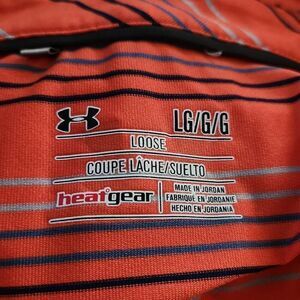 LG/G/G
LOOSE
COUPE LÂCHE/SUELTO
heatgear
MADE IN JORDAN
FABRIQUÉ EN JORDANIE
HECHO EN JORDANIA